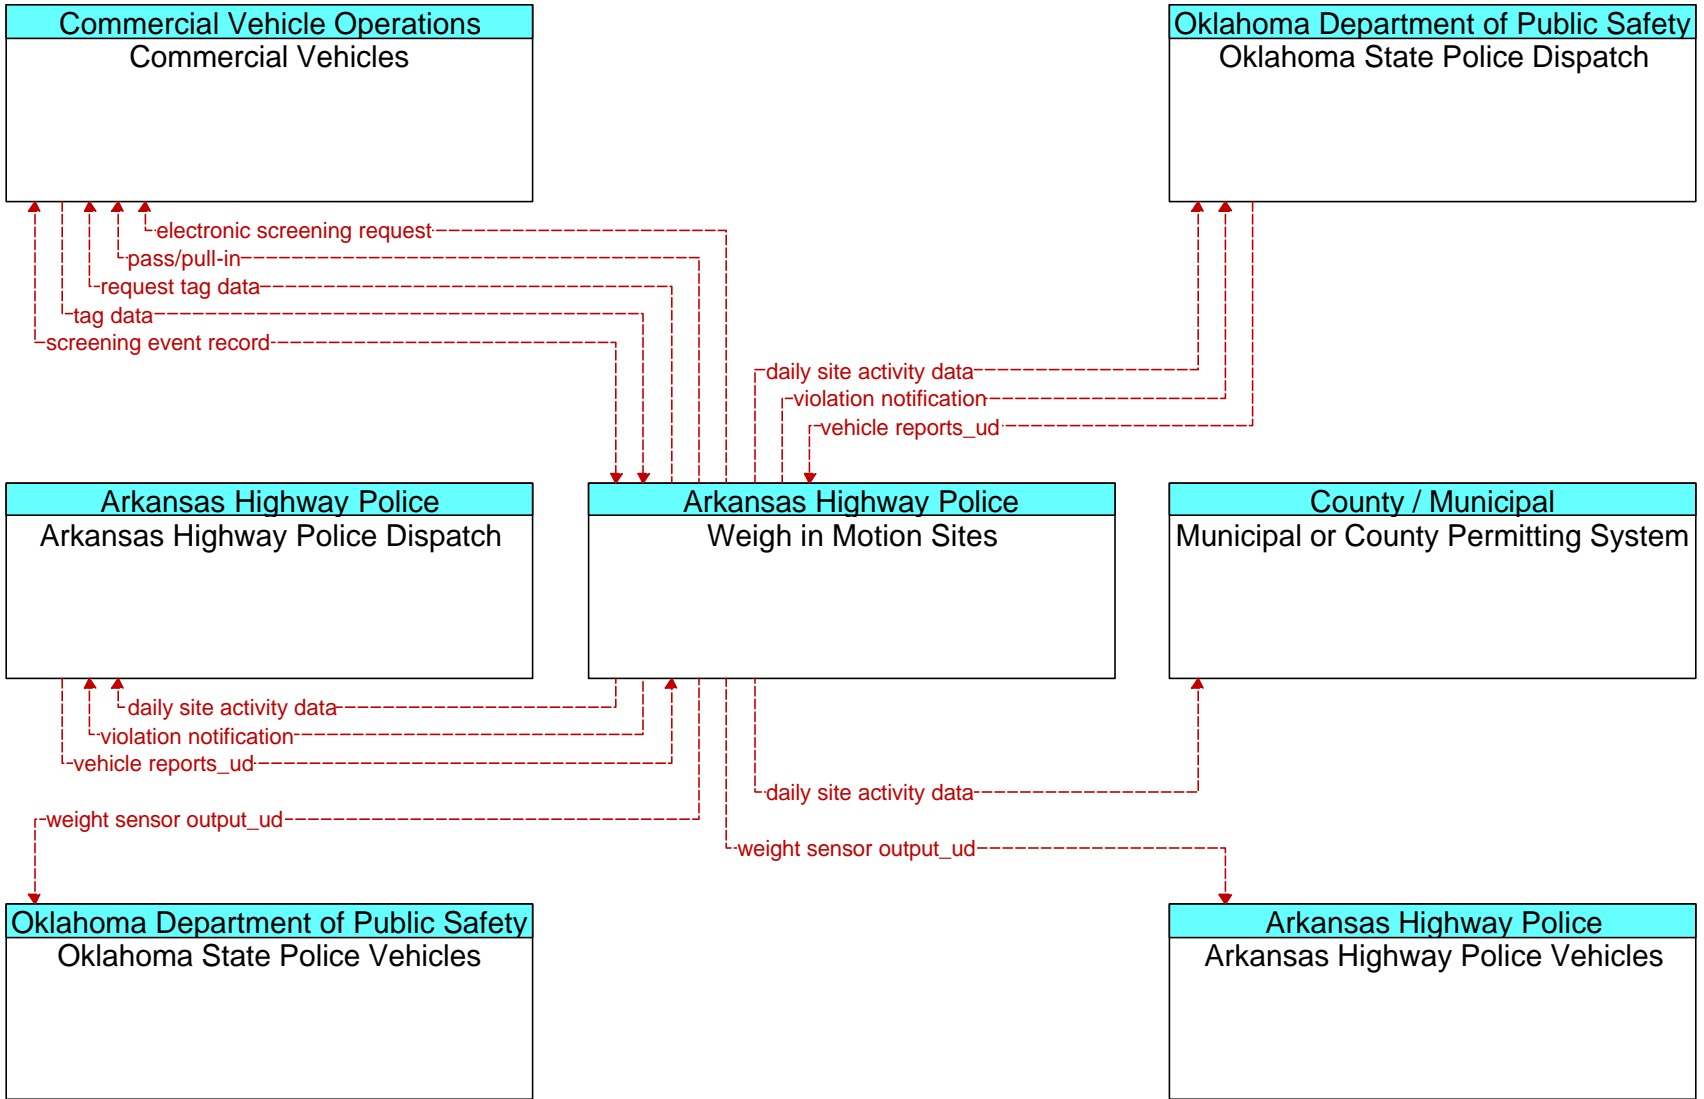 Commercial Vehicle Operations
Commercial Vehicles
Oklahoma Department of Public Safety
Oklahoma State Police Dispatch
electronic screening request
pass/pull-in
request tag data
tag data
screening event record
daily site activity data
violation notification
vehicle reports_ud
Arkansas Highway Police
Arkansas Highway Police Dispatch
Arkansas Highway Police
Weigh in Motion Sites
County / Municipal
Municipal or County Permitting System
daily site activity data
violation notification
vehicle reports_ud
daily site activity data
weight sensor output_ud
weight sensor output_ud
Oklahoma Department of Public Safety
Oklahoma State Police Vehicles
Arkansas Highway Police
Arkansas Highway Police Vehicles